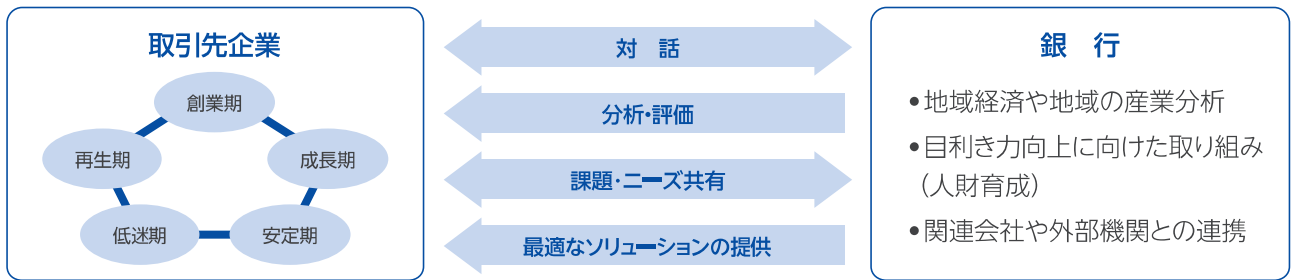 取引先企業
創業期
再生期
成長期
低迷期
安定期
対　話
分析・評価
課題・ニーズ共有
最適なソリューションの提供
銀　行
•地域経済や地域の産業分析
•目利き力向上に向けた取り組み
（人財育成）
•関連会社や外部機関との連携